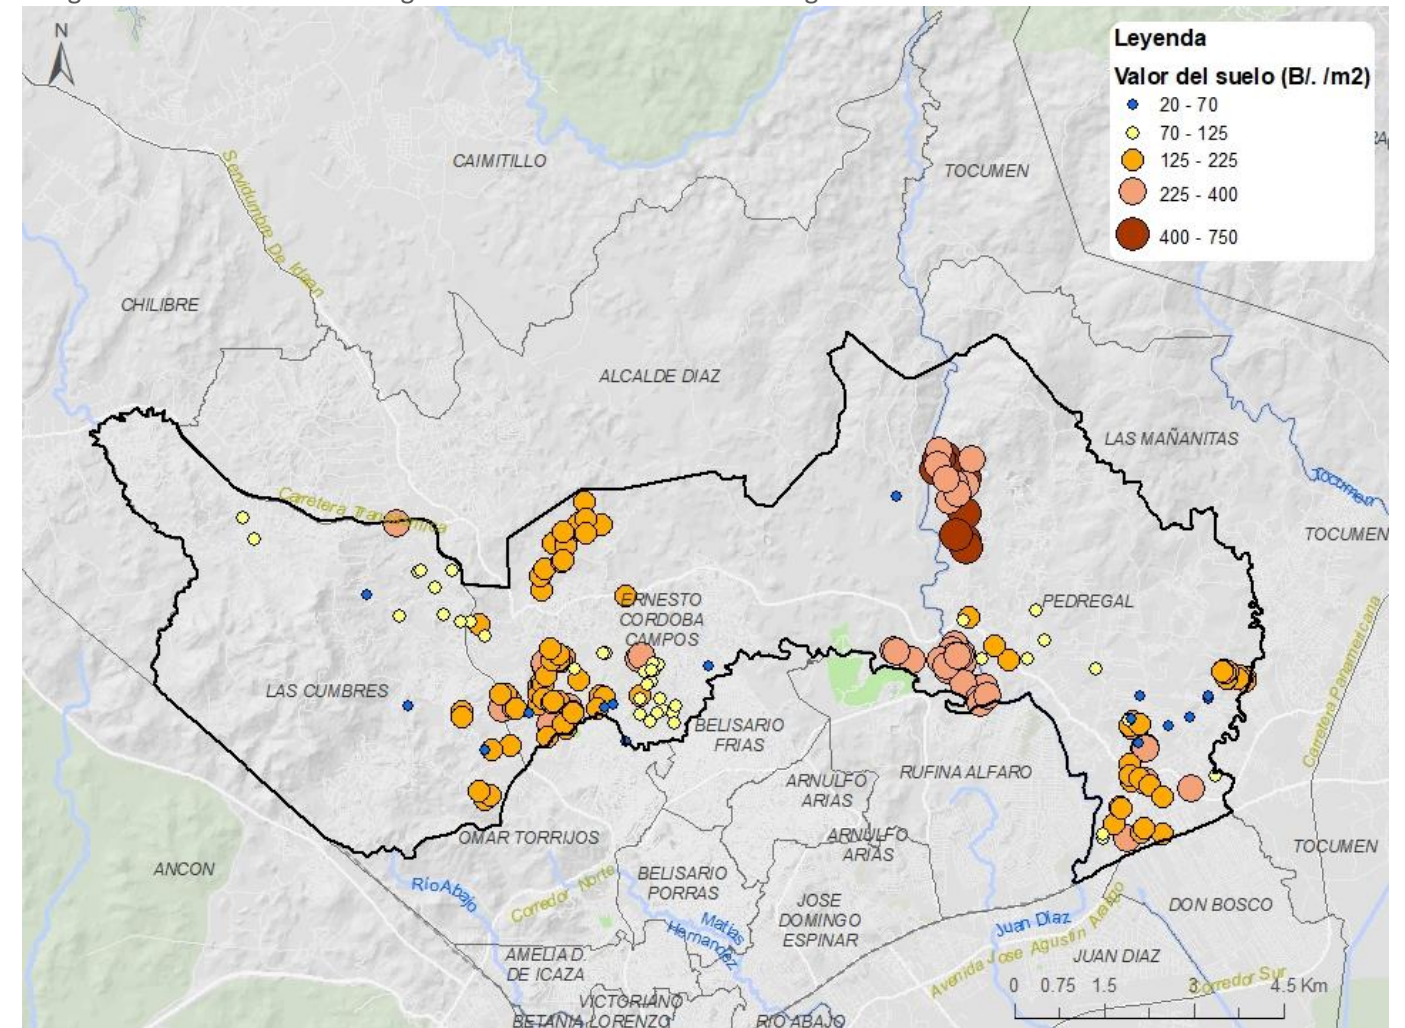 N
Leyenda
Valor del suelo (B/. /m2)
20 - 70
70 - 125
125 - 225
225 - 400
400 - 750
CAIMITILLO
TOCUMEN
Servidumbre De Idaan
CHILIBRE
ALCALDE DIAZ
LAS MAÑANITAS
Tocumen
Carretera Transistmica
TOCUMEN
ERNESTO
CORDOBA
CAMPOS
PEDREGAL
Carretera Panamericana
LAS CUMBRES
BELISARIO
FRIAS
RUFINA ALFARO
ARNULFO
ARIAS
OMAR TORRIJOS
ARNULFO
ARIAS
TOCUMEN
ANCON
BELISARIO
PORRAS
Río Abajo
Corredor Norte
JOSE
DOMINGO
ESPINAR
DON BOSCO
Matías
Hernandez
Juan Díaz
Avenida Jose Agustin Arango
AMELIA D.
DE ICAZA
JUAN DIAZ
Corredor Sur
0 0.75 1.5 3 4.5 Km
VICTORIANO
LORENZO
BETANIA
RIO ABAJO